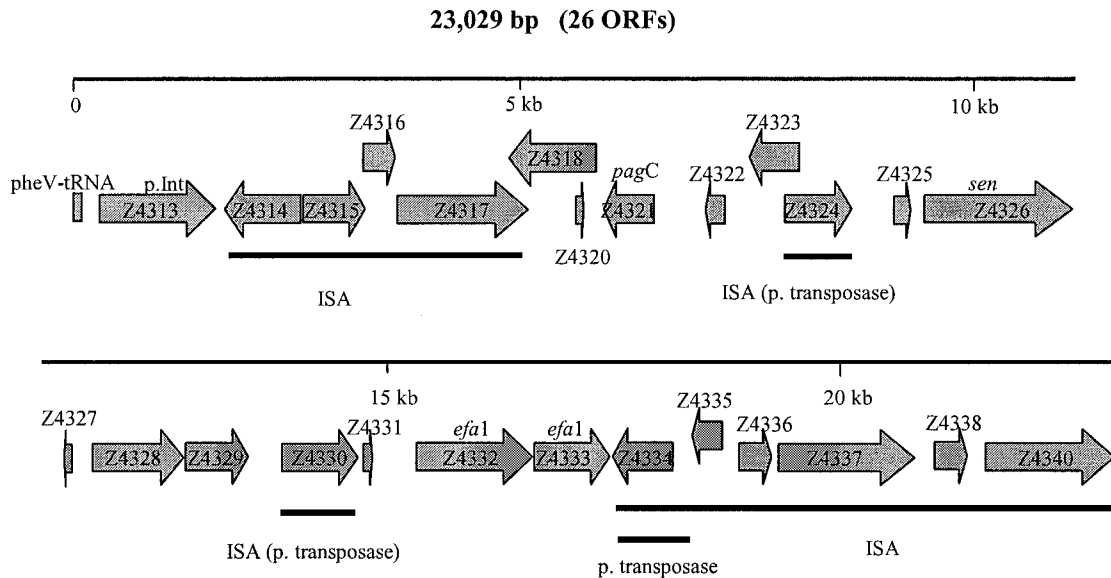 23,029 bp (26 ORFs)
0
5 kb
10 kb
Z4316
Z4323
pheV-tRNA
p.Int
Z4318
pagC
Z4322
Z4325
sen
Z4313
Z4314
Z4315
Z4317
Z4321
Z4324
Z4326
Z4320
ISA
ISA (p. transposase)
15 kb
20 kb
Z4327
Z4331
efa1
efa1
Z4335
Z4336
Z4338
Z4328
Z4329
Z4330
Z4332
Z4333
Z4334
Z4337
Z4340
ISA (p. transposase)
p. transposase
ISA